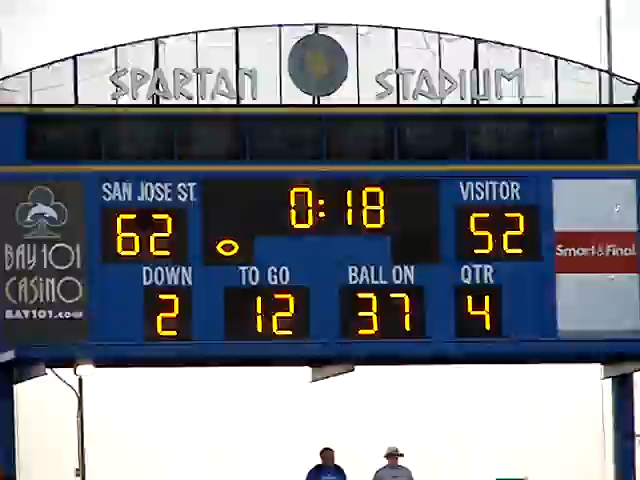 SPARTAN STADIUM
SAN JOSE ST. 0:18 VISITOR
62 52
DOWN TO GO BALL ON QTR
2 12 37 4
BAY 101
CASINO
BAY101.com
Smart&Final